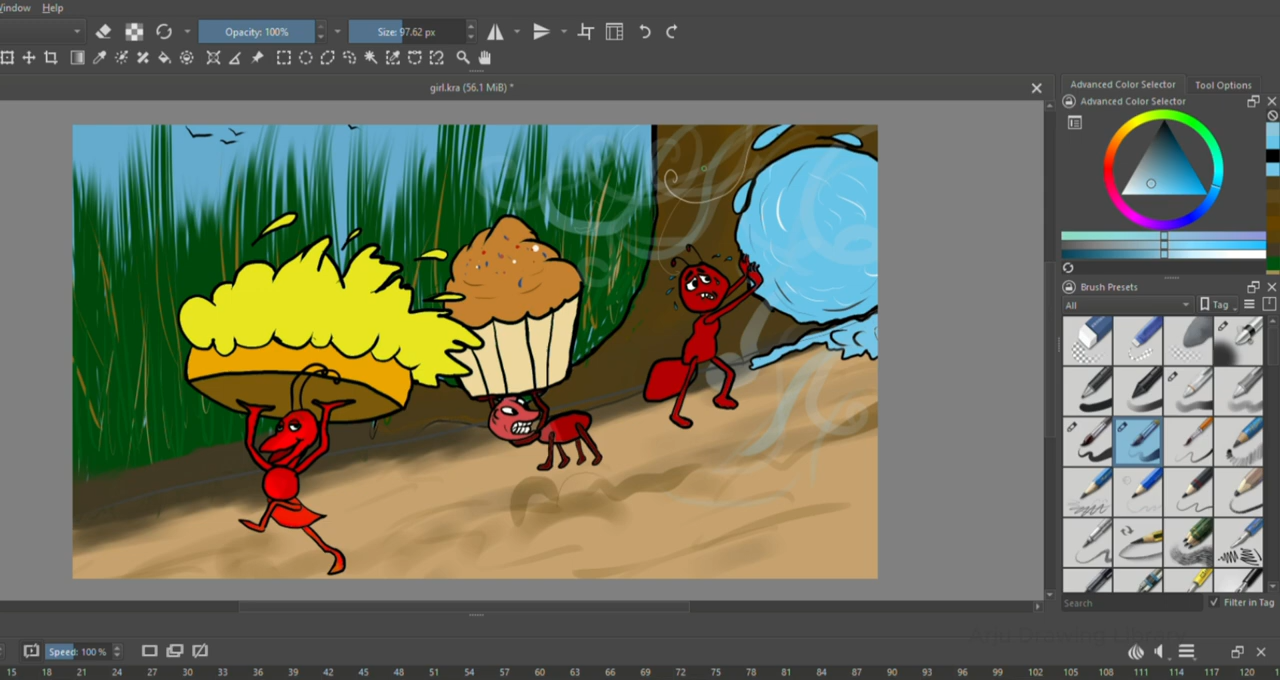 Window Help
Opacity: 100% Size: 97.62 px
girl.kra (56.1 MiB) *
Advanced Color Selector Tool Options
Advanced Color Selector
Brush Presets
All Tag
Search Filter in Tag
Speed: 100 %
15 18 21 24 27 30 33 36 39 42 45 48 51 54 57 60 63 66 69 72 75 78 81 84 87 90 93 96 99 102 105 108 111 114 117 120